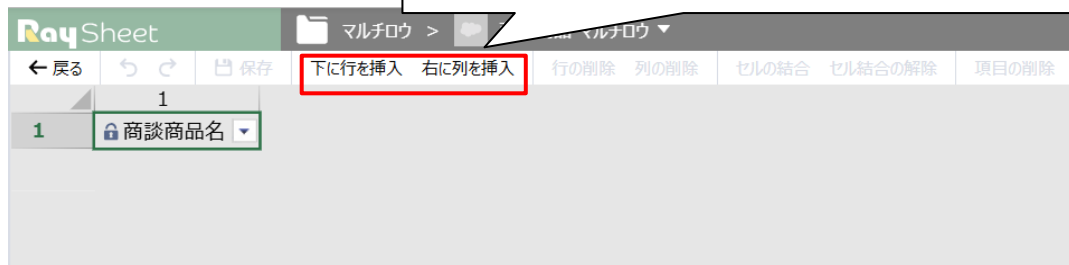 RaySheet マルチロウ > マルチロウ ▼
← 戻る 保存 下に行を挿入 右に列を挿入 行の削除 列の削除 セルの結合 セル結合の解除 項目の削除
1
1 商談商品名